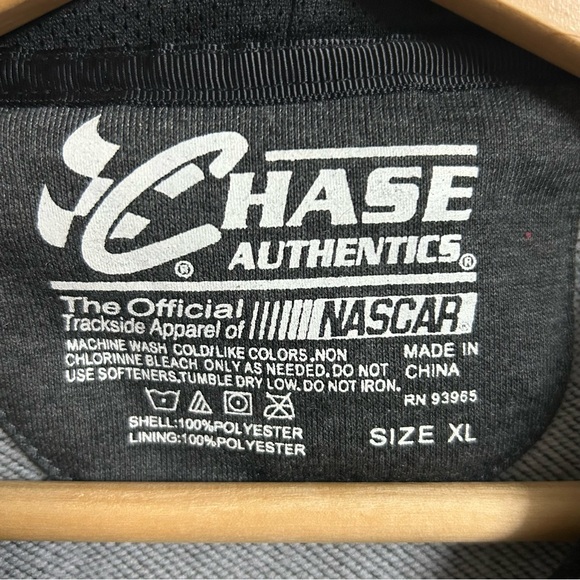 CHASE
AUTHENTICS®
®
The Official
Trackside Apparel of NASCAR
MACHINE WASH COLD/LIKE COLORS.NON
CHLORINNE BLEACH ONLY AS NEEDED.DO NOT
USE SOFTENERS.TUMBLE DRY LOW.DO NOT IRON.
MADE IN
CHINA
RN 93965
SHELL:100%POLYESTER
LINING:100%POLYESTER
SIZE XL